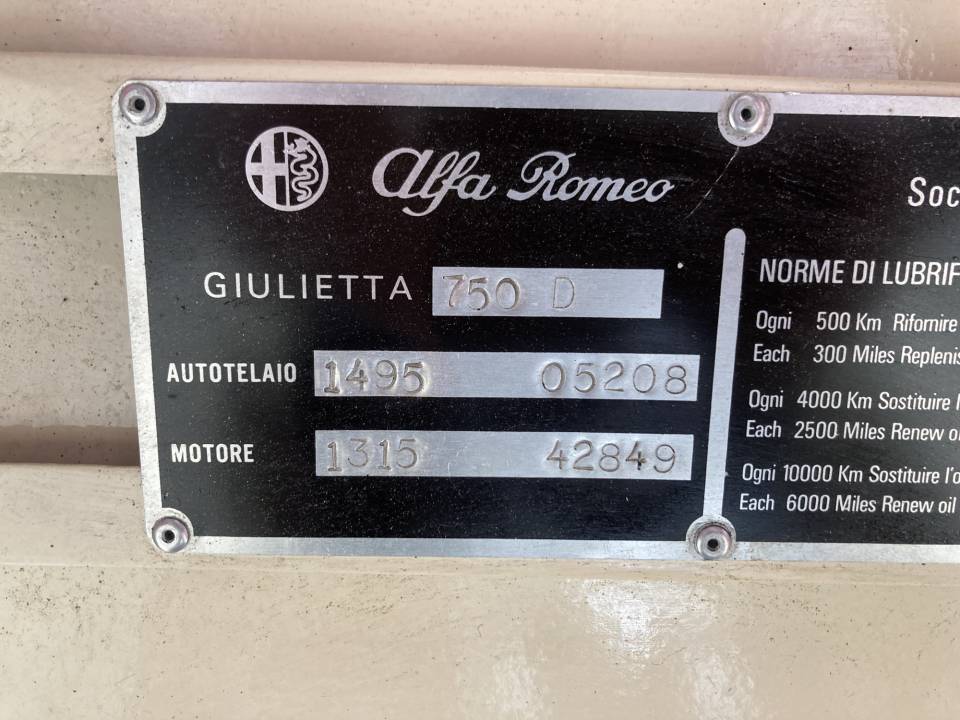 Alfa Romeo
GIULIETTA 750 D
AUTOTELAIO 1495 05208
MOTORE 1315 42849
Soc
NORME DI LUBRIF
Ogni 500 Km Rifornire
Each 300 Miles Replenis
Ogni 4000 Km Sostituire l
Each 2500 Miles Renew o
Ogni 10000 Km Sostituire l'o
Each 6000 Miles Renew oil